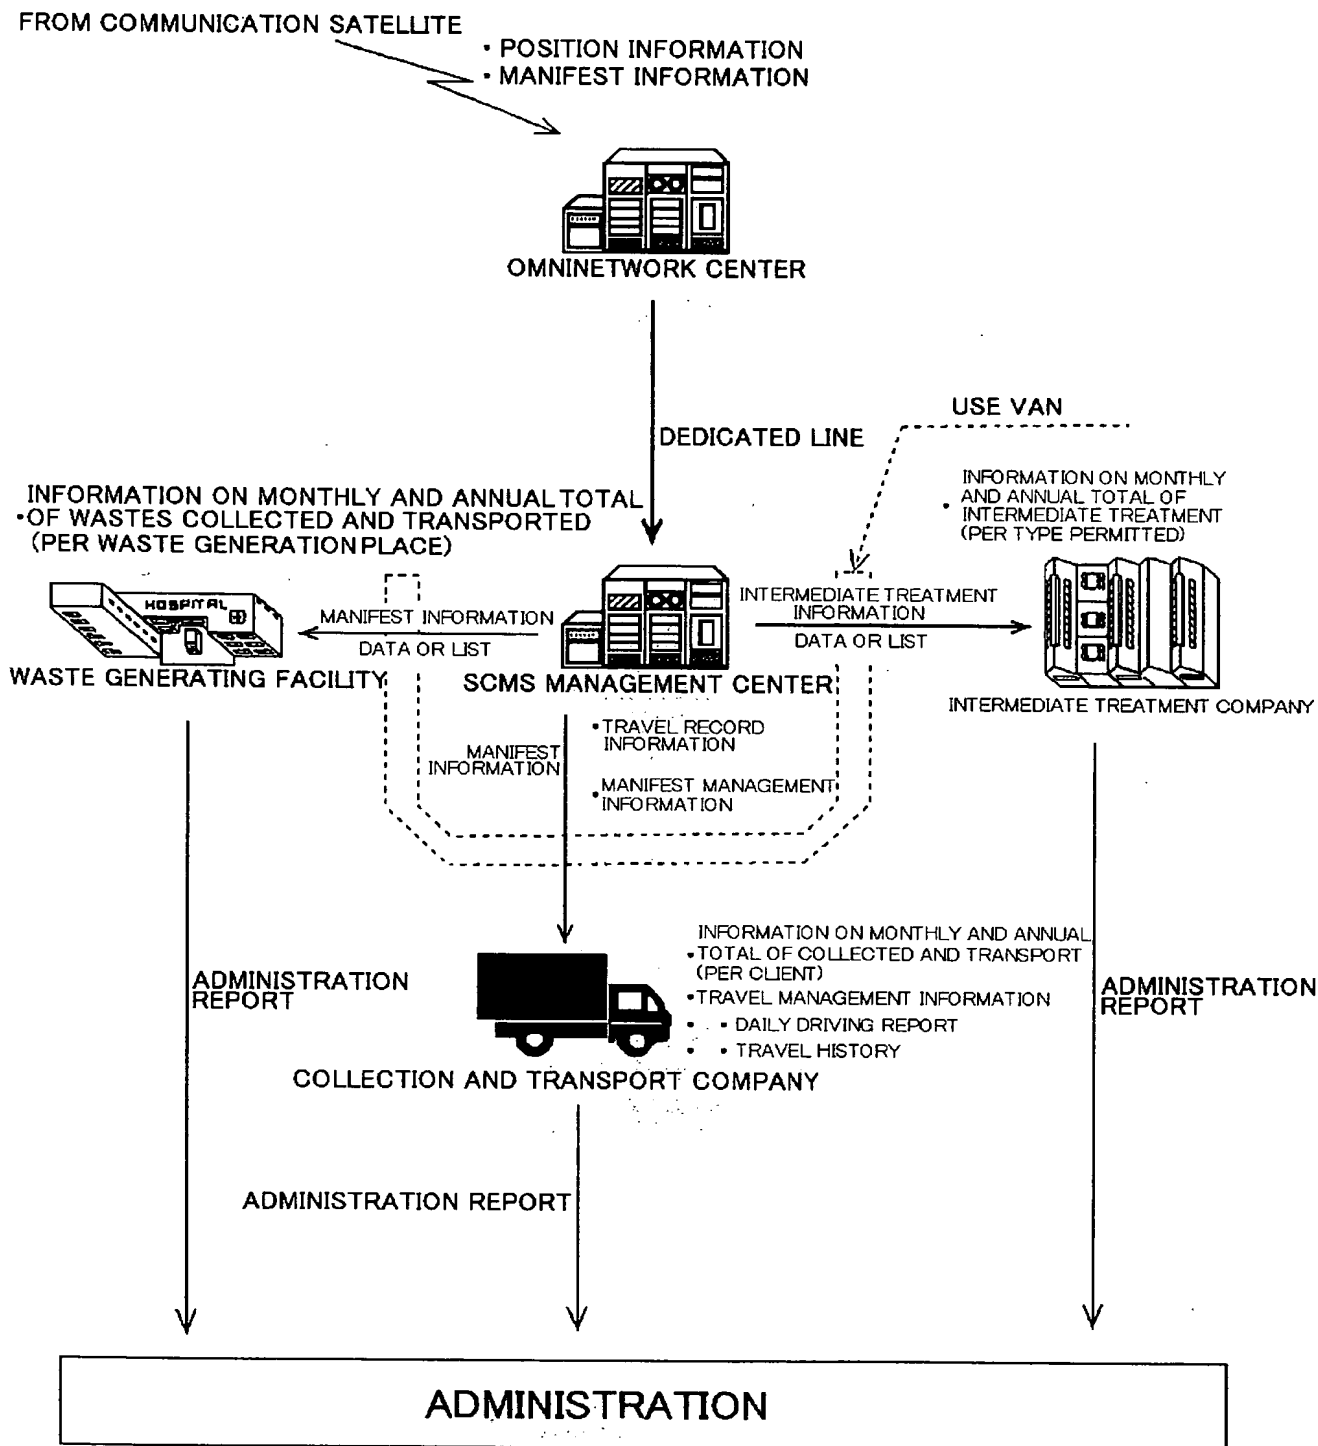 FROM COMMUNICATION SATELLITE
• POSITION INFORMATION
• MANIFEST INFORMATION
OMNINETWORK CENTER
DEDICATED LINE
USE VAN
INFORMATION ON MONTHLY AND ANNUAL TOTAL
• OF WASTES COLLECTED AND TRANSPORTED
(PER WASTE GENERATION PLACE)
INFORMATION ON MONTHLY
AND ANNUAL TOTAL OF
• INTERMEDIATE TREATMENT
(PER TYPE PERMITTED)
HOSPITAL
MANIFEST INFORMATION
DATA OR LIST
INTERMEDIATE TREATMENT
INFORMATION
DATA OR LIST
WASTE GENERATING FACILITY
SCMS MANAGEMENT CENTER
INTERMEDIATE TREATMENT COMPANY
MANIFEST
INFORMATION
• TRAVEL RECORD
INFORMATION
• MANIFEST MANAGEMENT
INFORMATION
INFORMATION ON MONTHLY AND ANNUAL
• TOTAL OF COLLECTED AND TRANSPORT
(PER CLIENT)
• TRAVEL MANAGEMENT INFORMATION
• • DAILY DRIVING REPORT
• • TRAVEL HISTORY
COLLECTION AND TRANSPORT COMPANY
ADMINISTRATION
REPORT
ADMINISTRATION
REPORT
ADMINISTRATION REPORT
ADMINISTRATION